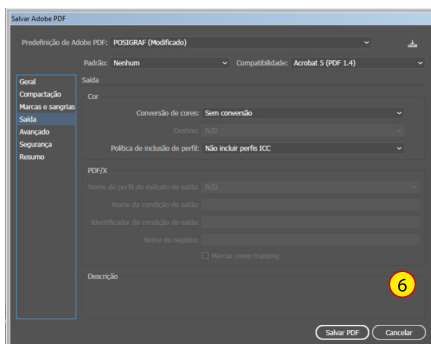 Salvar Adobe PDF
Predefinição de Adobe PDF: POSIGRAF (Modificado)
Padrão: Nenhum Compatibilidade: Acrobat 5 (PDF 1.4)
Geral
Compactação
Marcas e sangrias
Saída
Avançado
Segurança
Resumo
Saída
Cor
Conversão de cores: Sem conversão
Destino: N/D
Política de inclusão de perfil: Não incluir perfis ICC
PDF/X
Nome de perfil do método de saída: N/D
Nome da condição de saída:
Identificador da condição de saída:
Nome do registro:
Marcar como trapping
Descrição
6
Salvar PDF Cancelar